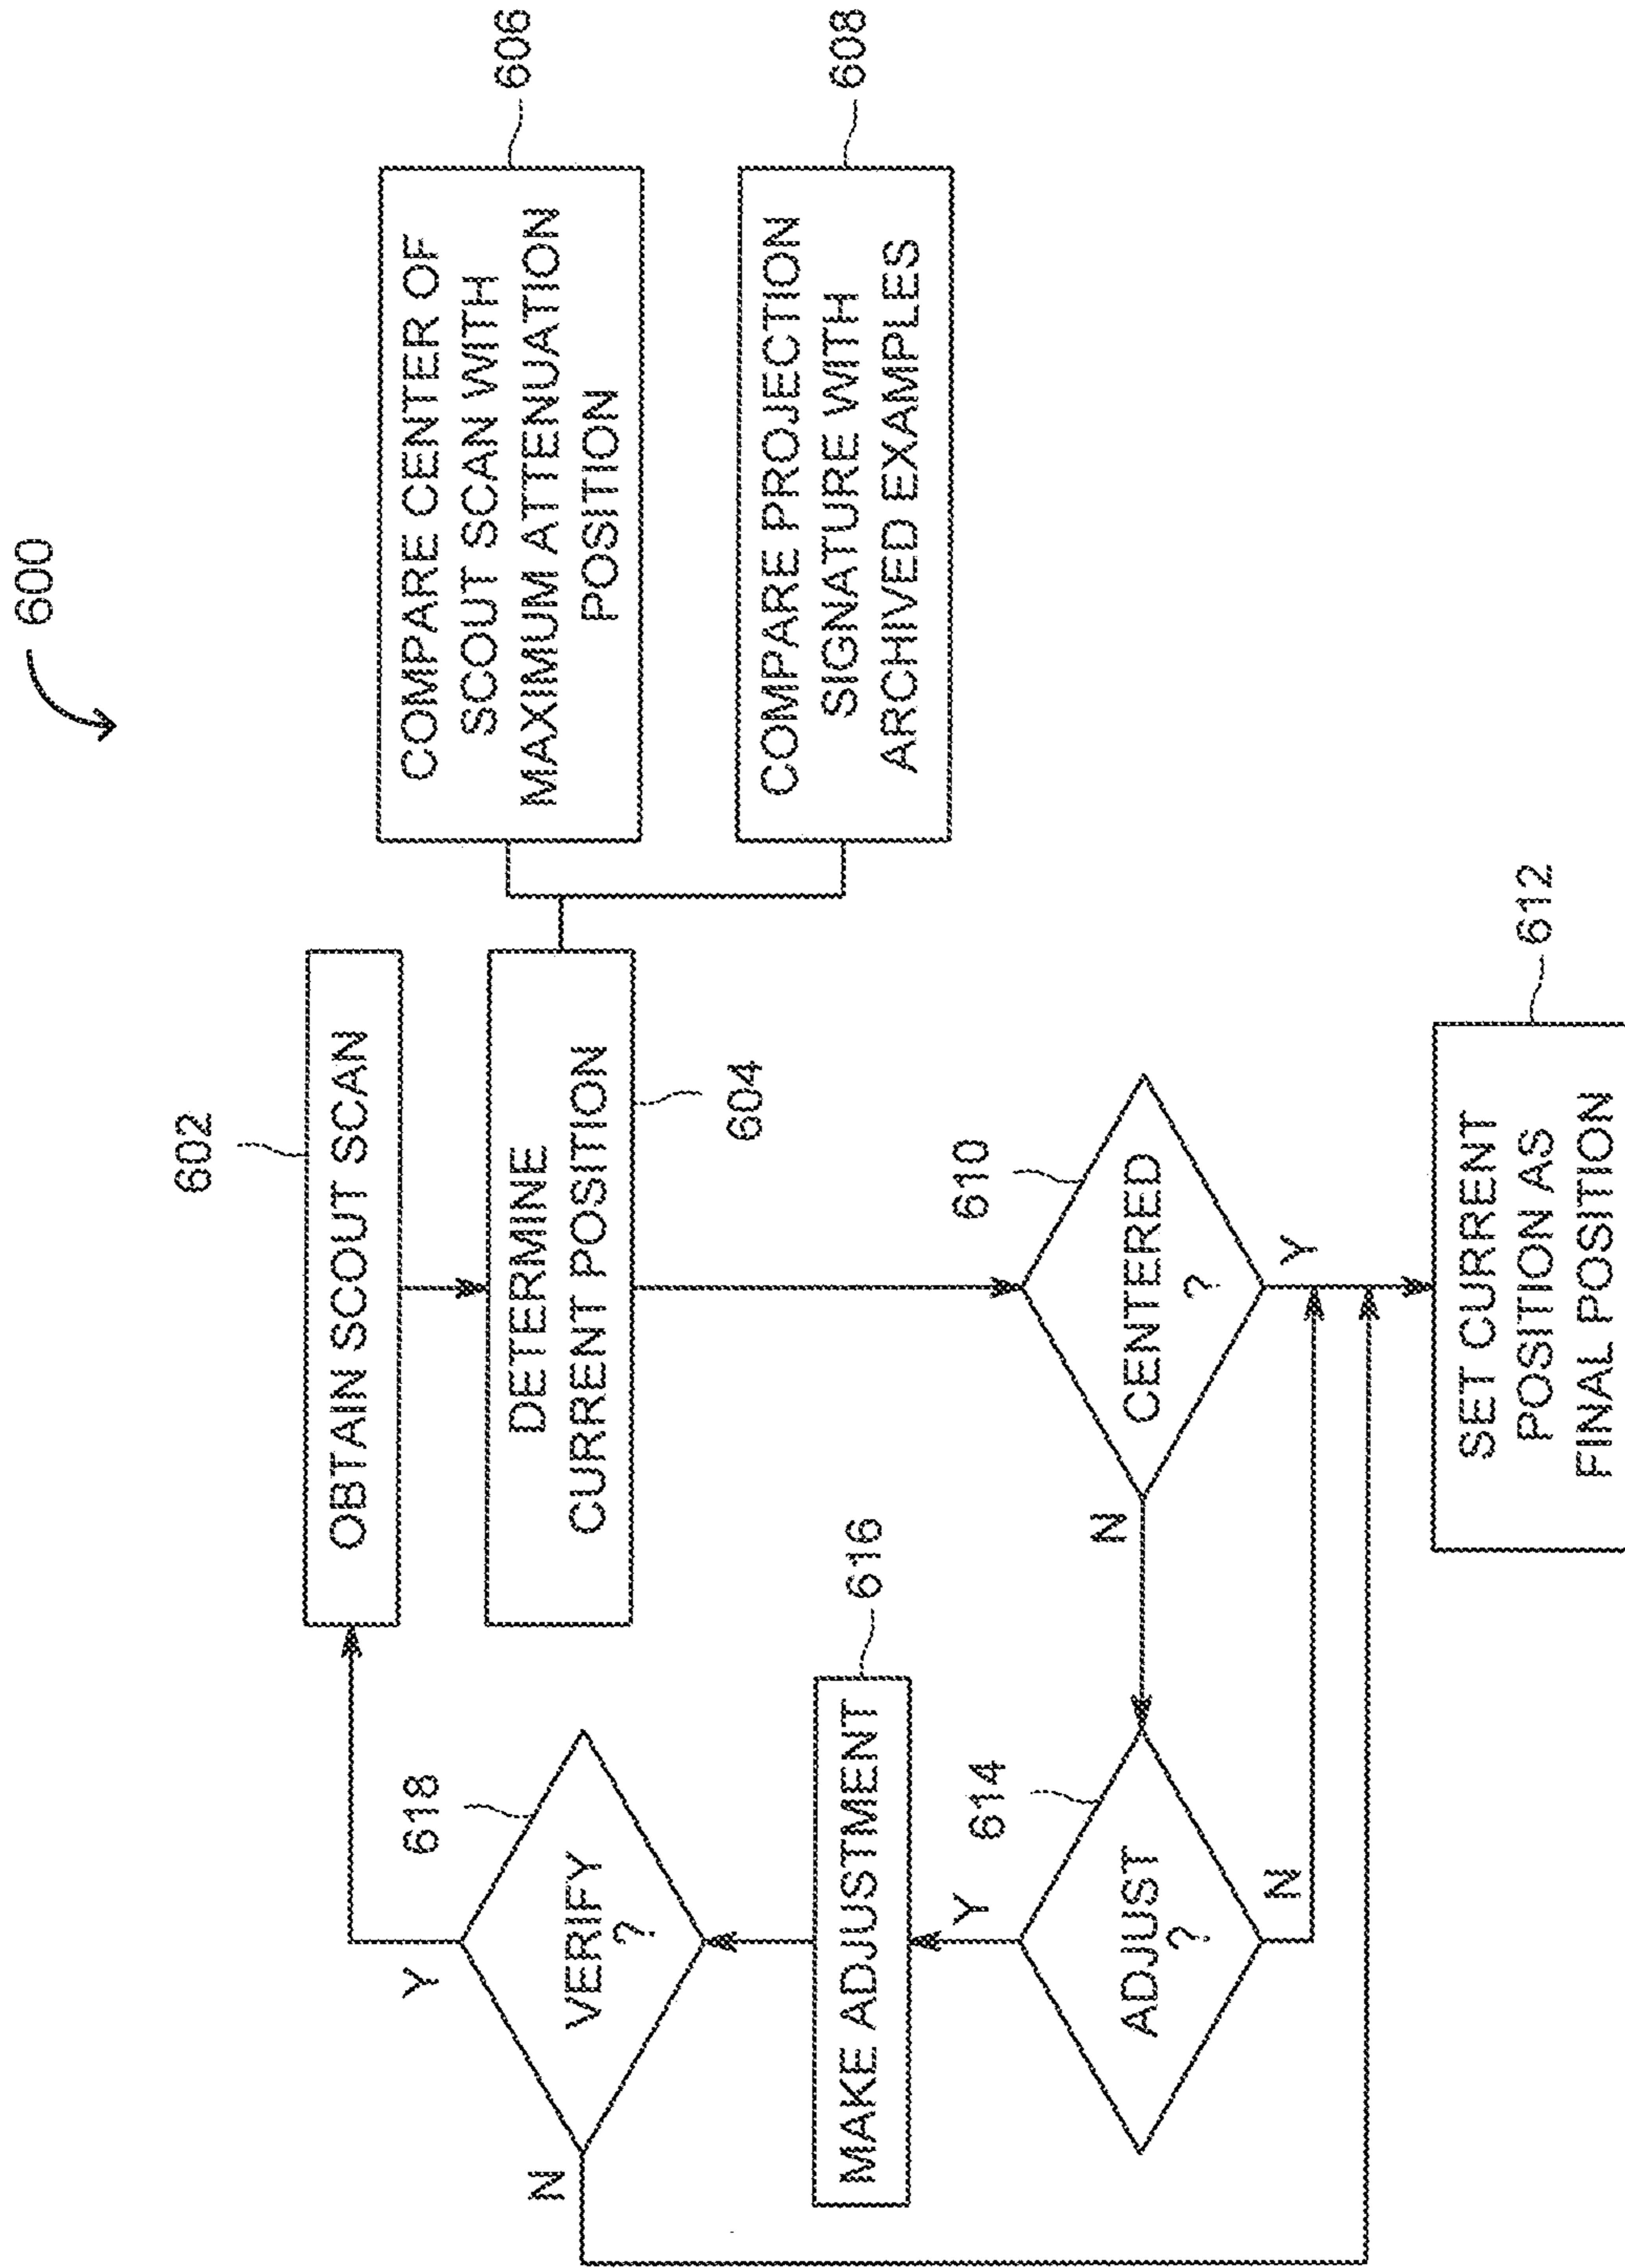 600
602
OBTAIN SCOUT SCAN
DETERMINE
CURRENT POSITION
604
COMPARE CENTER OF
SCOUT SCAN WITH
MAXIMUM ATTENUATION
POSITION
606
COMPARE PROJECTION
SIGNATURE WITH
ARCHIVED EXAMPLES
608
610
CENTERED
?
Y
N
SET CURRENT
POSITION AS
FINAL POSITION
612
614
ADJUST
?
Y
N
MAKE ADJUSTMENT
616
618
VERIFY
?
Y
N